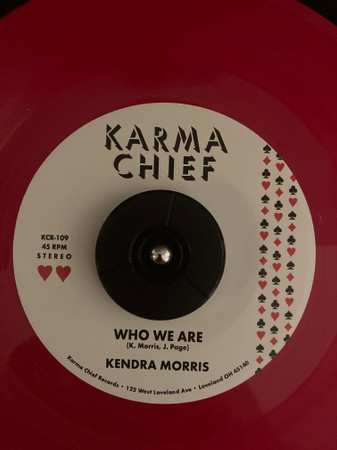 KARMA
CHIEF
KCR-109
45 RPM
STEREO
WHO WE ARE
(K. Morris, J. Page)
KENDRA MORRIS
Karma Chief Records • 122 West Loveland Ave • Loveland OH 45140